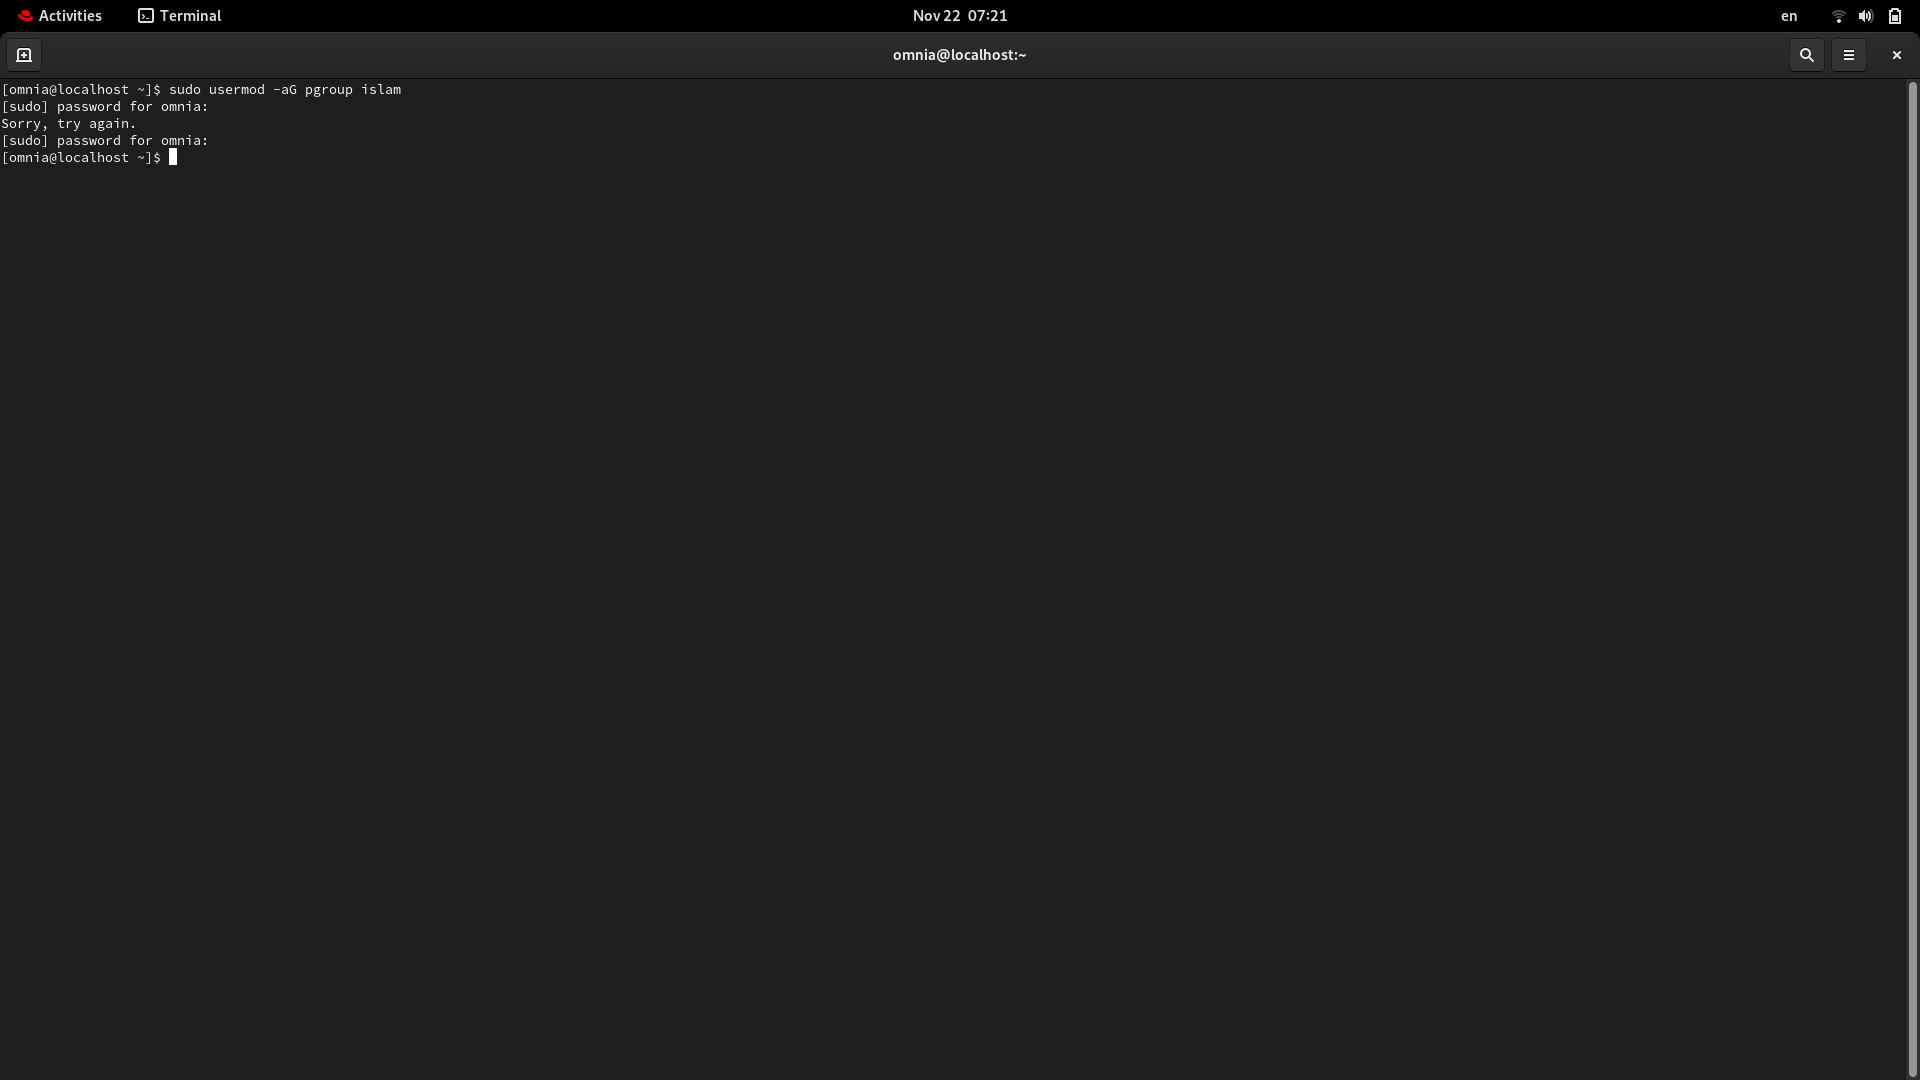 Activities Terminal Nov 22 07:21 en
omnia@localhost:~
[omnia@localhost ~]$ sudo usermod -aG pgroup islam
[sudo] password for omnia:
Sorry, try again.
[sudo] password for omnia:
[omnia@localhost ~]$